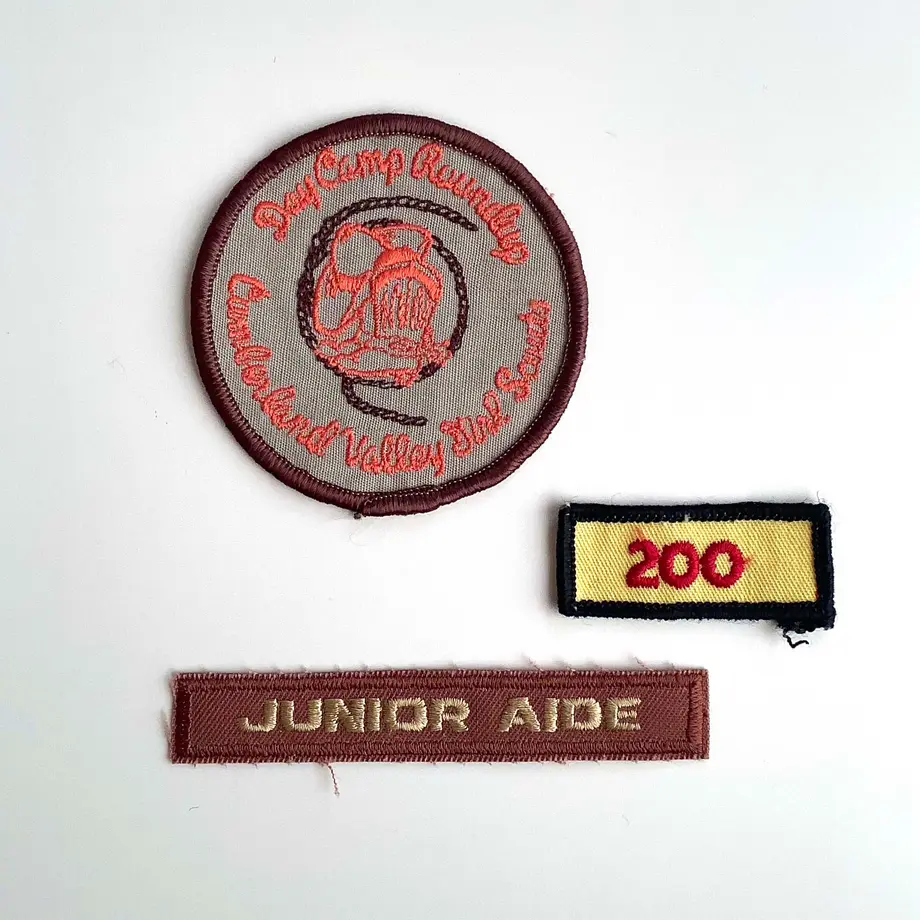 Day Camp Roundup
Cumberland Valley Girl Scouts
200
JUNIOR AIDE